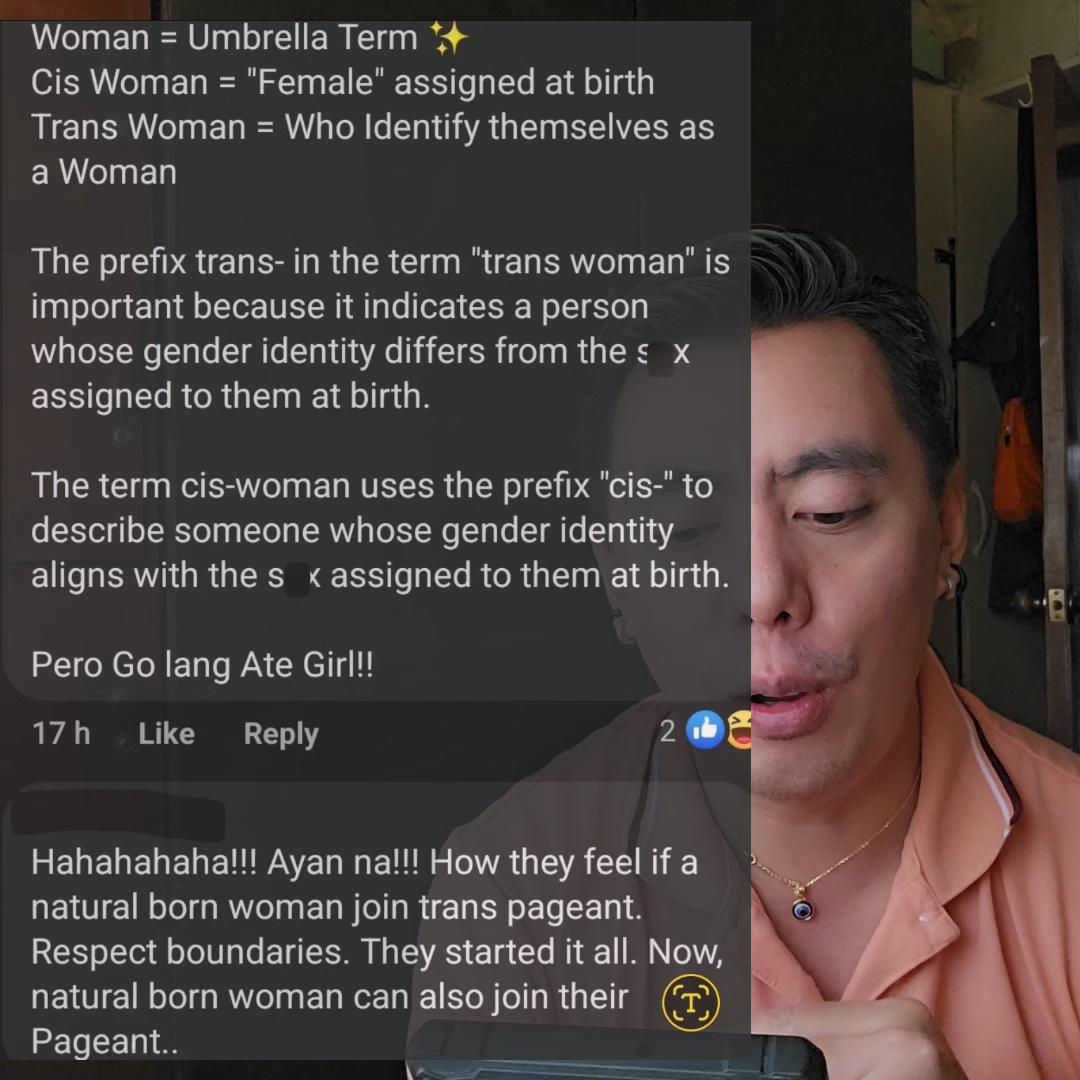 Woman = Umbrella Term ✨
Cis Woman = "Female" assigned at birth
Trans Woman = Who Identify themselves as
a Woman
The prefix trans- in the term "trans woman" is
important because it indicates a person
whose gender identity differs from the s x
assigned to them at birth.
The term cis-woman uses the prefix "cis-" to
describe someone whose gender identity
aligns with the s x assigned to them at birth.
Pero Go lang Ate Girl!!
17 h Like Reply 2
Hahahahaha!!! Ayan na!!! How they feel if a
natural born woman join trans pageant.
Respect boundaries. They started it all. Now,
natural born woman can also join their
Pageant..